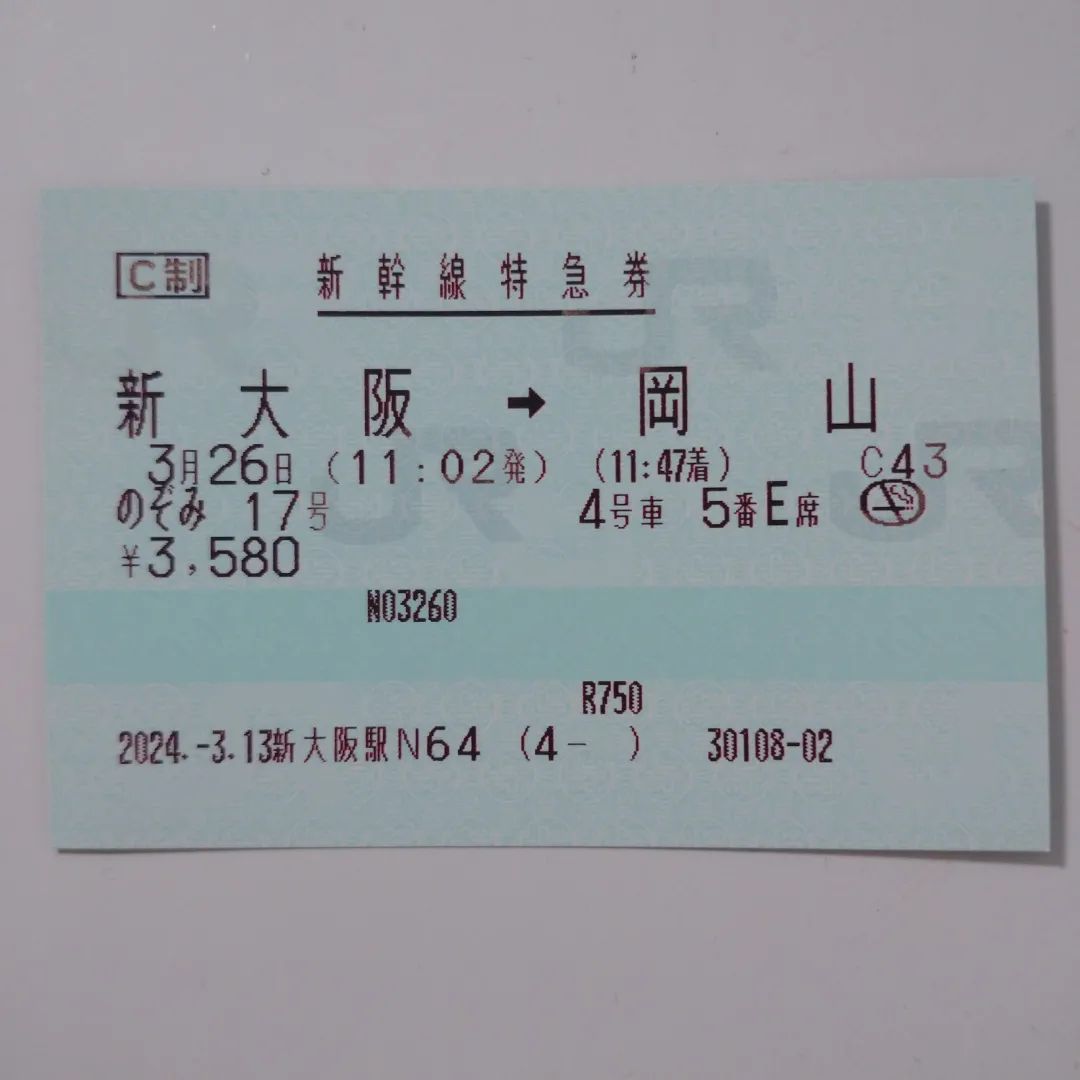 C制 新幹線特急券
新大阪 → 岡山
3月26日 (11:02発) (11:47着) C43
のぞみ 17号 4号車 5番E席
¥3,580
N03260
R750
2024.-3.13新大阪駅N64 (4- ) 30108-02